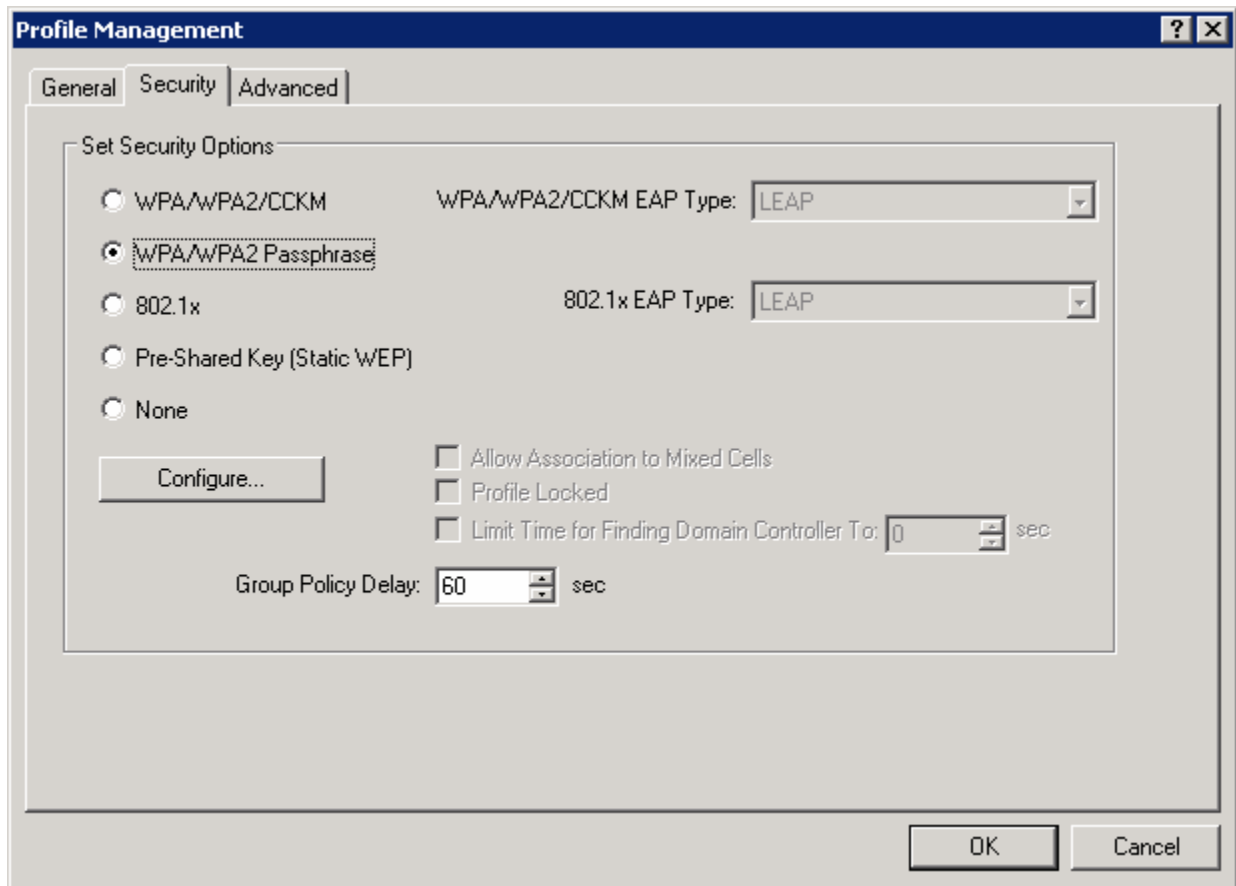 Profile Management
General Security Advanced
Set Security Options
WPA/WPA2/CCKM WPA/WPA2/CCKM EAP Type: LEAP
WPA/WPA2 Passphrase
802.1x 802.1x EAP Type: LEAP
Pre-Shared Key (Static WEP)
None
Configure... Allow Association to Mixed Cells
Profile Locked
Limit Time for Finding Domain Controller To: 0 sec
Group Policy Delay: 60 sec
OK Cancel